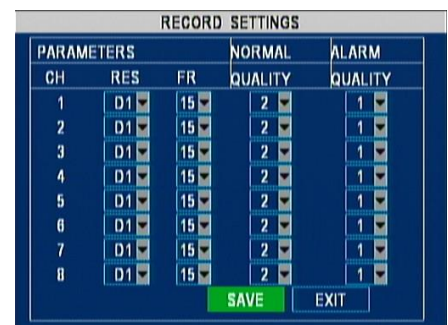 RECORD SETTINGS
PARAMETERS NORMAL ALARM
CH RES FR QUALITY QUALITY
1 D1 15 2 1
2 D1 15 2 1
3 D1 15 2 1
4 D1 15 2 1
5 D1 15 2 1
6 D1 15 2 1
7 D1 15 2 1
8 D1 15 2 1
SAVE EXIT